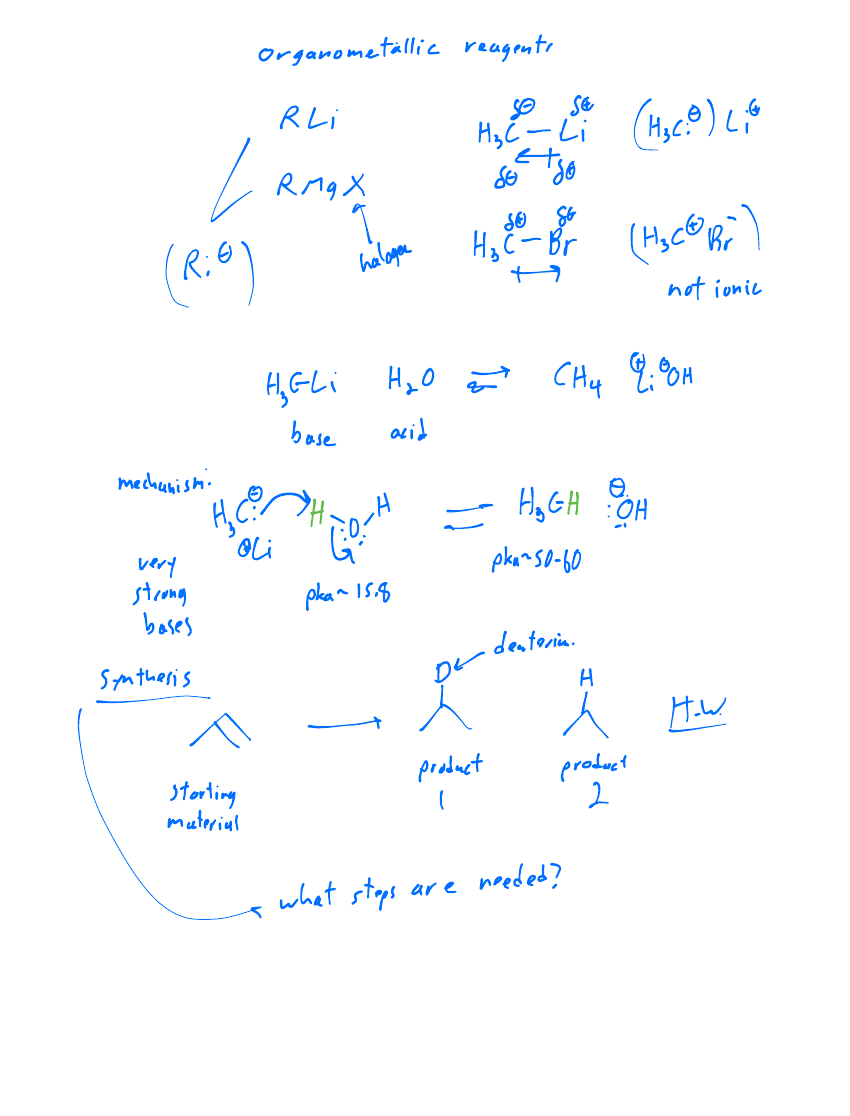 Organometallic reagents
RLi
RMgX
(R:⊖)
halogen
δ⊖ δ⊕
H₃C—Li
δ⊖ δ⊕
(H₃C:⊖) Li⊕
δ⊕ δ⊖
H₃C—Br
(H₃C⊕ Br⁻)
not ionic
H₃C-Li H₂O ⇌ CH₄ ⊕Li ⊖OH
base acid
mechanism:
H₃C:⊖ H O H ⇌ H₃C-H ⊖:OH
⊕Li
pka~50-60
very
strong
bases
pka~15.8
Synthesis
D
H
H.W.
product
1
product
2
starting
material
what steps are needed?